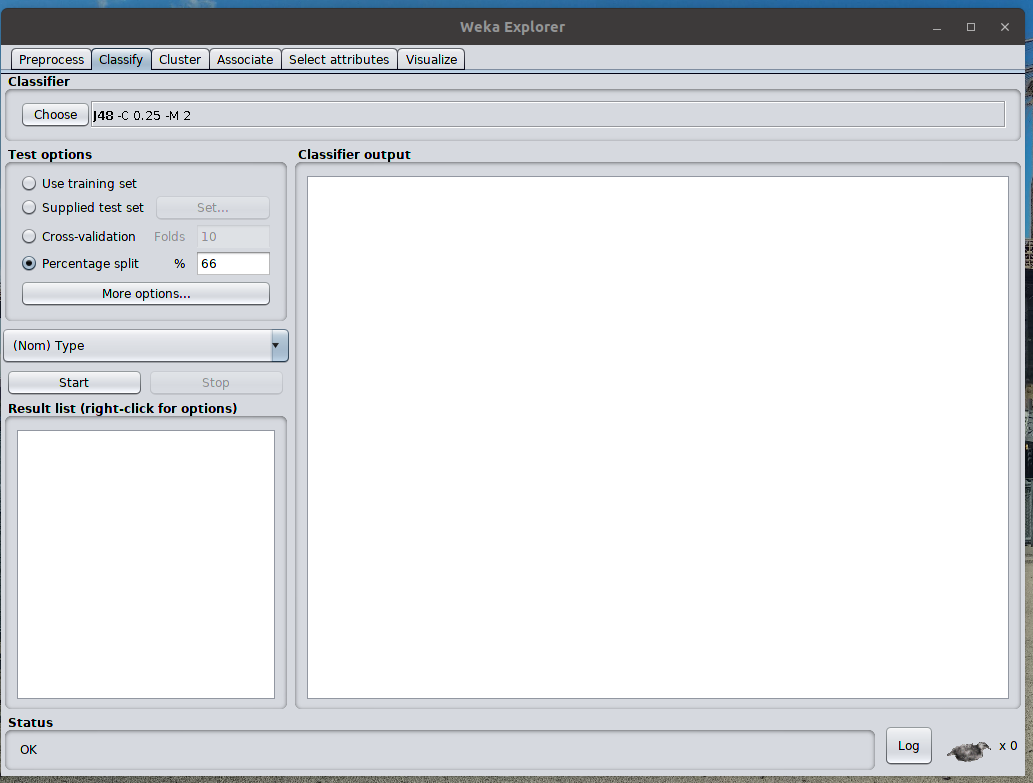 Weka Explorer
Preprocess Classify Cluster Associate Select attributes Visualize
Classifier
Choose J48 -C 0.25 -M 2
Test options
Use training set
Supplied test set Set...
Cross-validation Folds 10
Percentage split % 66
More options...
(Nom) Type
Start Stop
Result list (right-click for options)
Classifier output
Status
OK
Log x 0